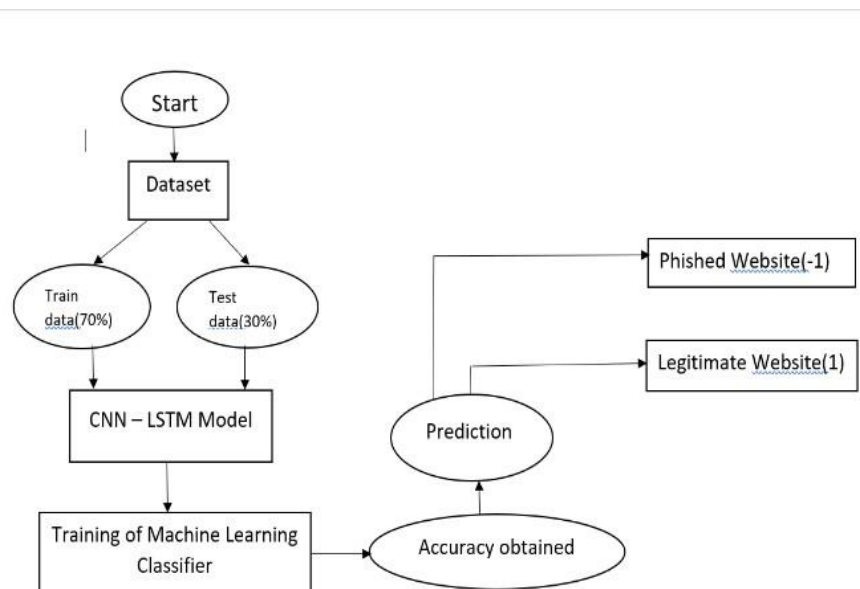 Start
Dataset
Train
data(70%)
Test
data(30%)
CNN – LSTM Model
Training of Machine Learning
Classifier
Accuracy obtained
Prediction
Phished Website(-1)
Legitimate Website(1)